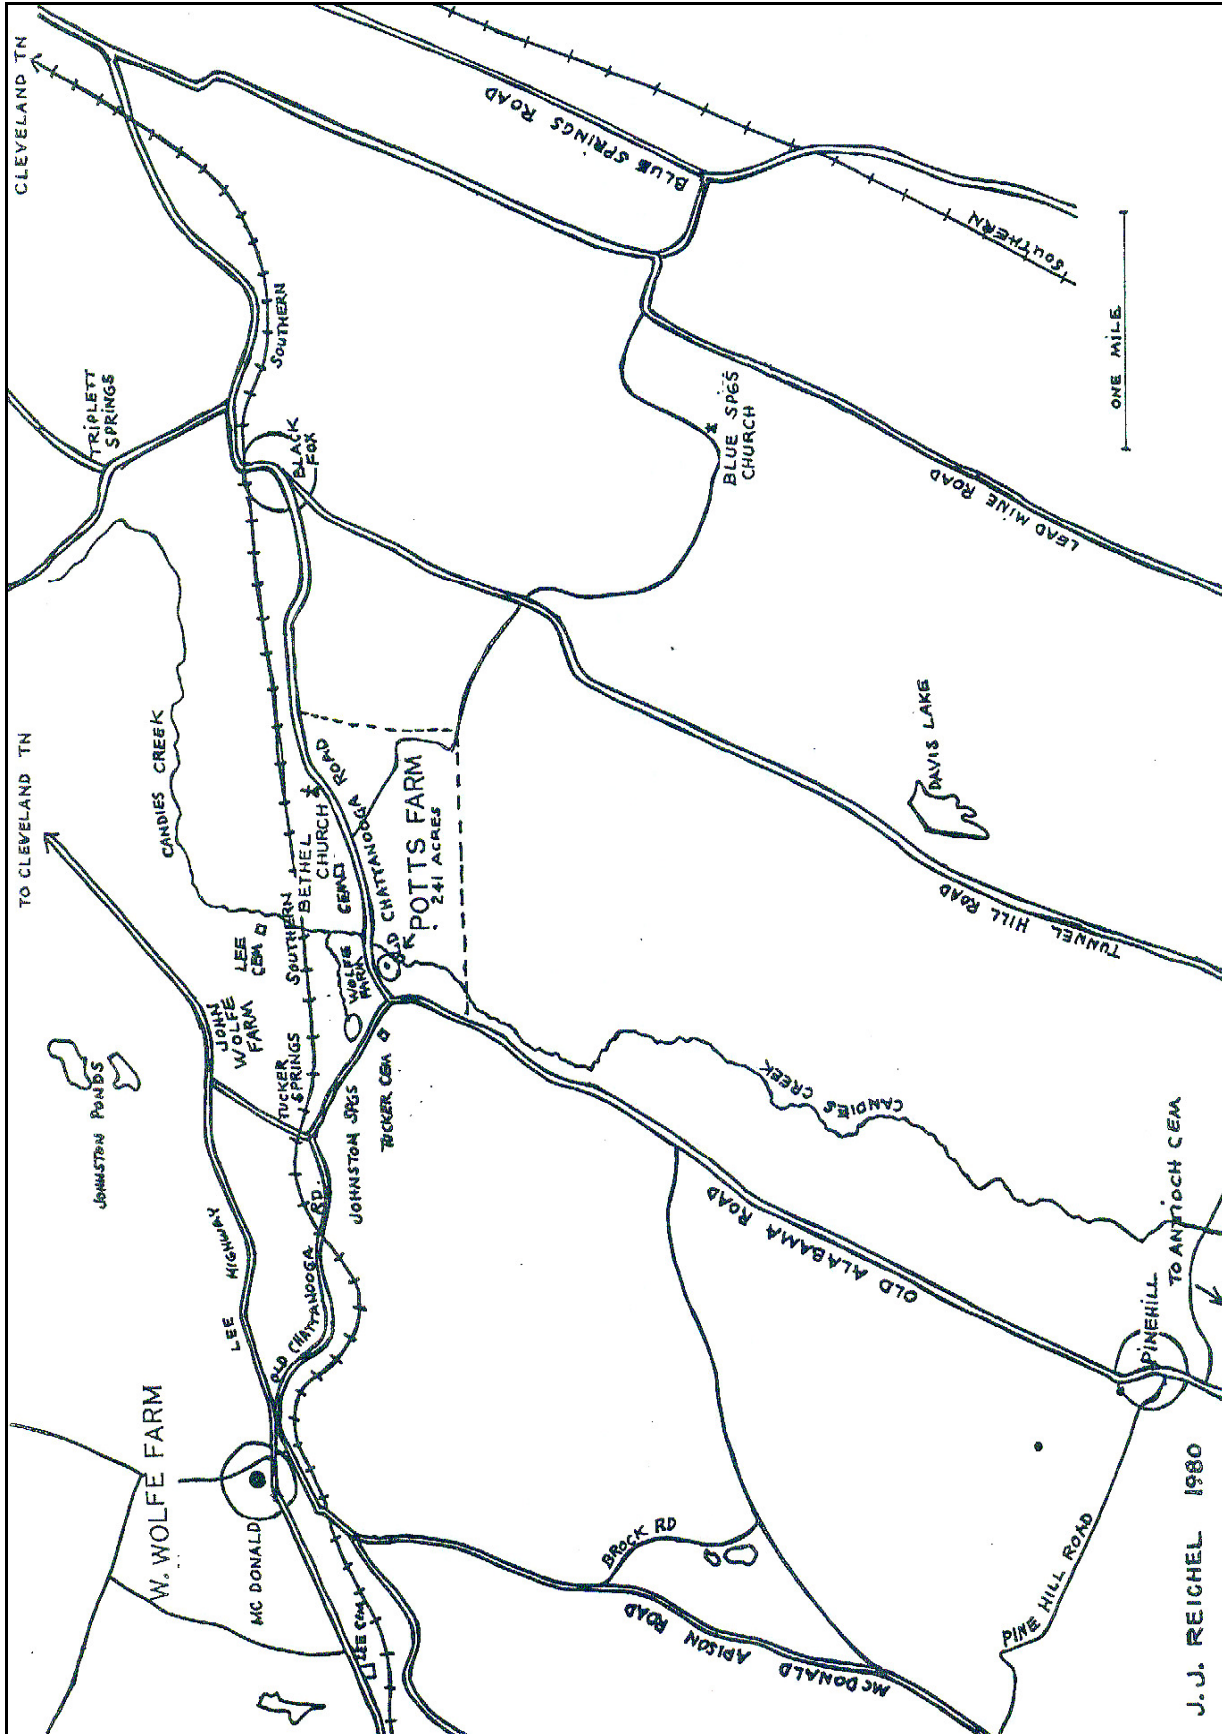 CLEVELAND TN
TO CLEVELAND TN
TRIPLETT
SPRINGS
SOUTHERN
BLACK
FOX
BLUE SPRINGS ROAD
SOUTHERN
ONE MILE
BLUE SPGS
CHURCH
LEAD MINE ROAD
CANDIES CREEK
BETHEL
CHURCH
CEM
OLD CHATTANOOGA ROAD
POTTS FARM
241 ACRES
DAVIS LAKE
TUNNEL HILL ROAD
LEE
CEM
SOUTHERN
WOLFE
FARM
JOHN
WOLFE
FARM
TUCKER
SPRINGS
JOHNSTON PONDS
JOHNSTON SPGS
TUCKER CEM
CANDIES CREEK
LEE HIGHWAY
OLD CHATTANOOGA RD.
OLD ALABAMA ROAD
TO ANTIOCH CEM
PINEHILL
W. WOLFE FARM
MC DONALD
LEE CEM
BROCK RD
MCDONALD APISON ROAD
PINE HILL ROAD
J.J. REICHEL 1980